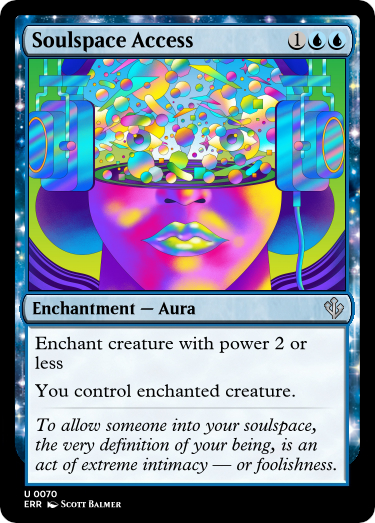 Soulspace Access 1
Enchantment — Aura
Enchant creature with power 2 or
less
You control enchanted creature.
To allow someone into your soulspace,
the very definition of your being, is an
act of extreme intimacy — or foolishness.
U 0070
ERR Scott Balmer